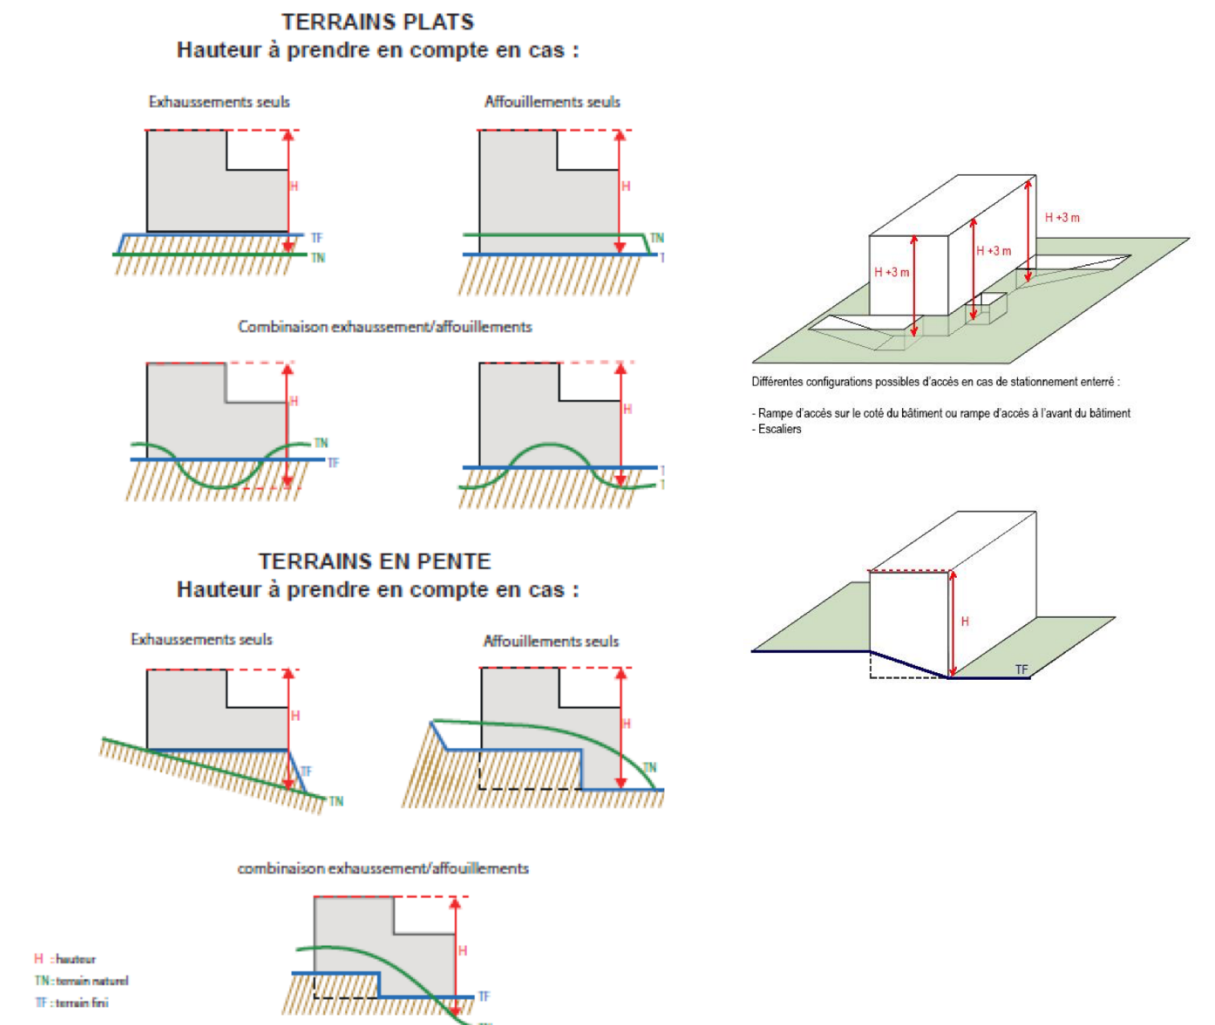 TERRAINS PLATS
Hauteur à prendre en compte en cas :
Exhaussements seuls
Affouillements seuls
H
TF
TN
H
TN
T
Combinaison exhaussement/affouillements
H
TN
TF
H
T
T
H +3 m
H +3 m
H +3 m
Différentes configurations possibles d'accès en cas de stationnement enterré :
- Rampe d'accès sur le coté du bâtiment ou rampe d'accès à l'avant du bâtiment
- Escaliers
TERRAINS EN PENTE
Hauteur à prendre en compte en cas :
Exhaussements seuls
Affouillements seuls
H
TF
TN
H
TN
H
TF
combinaison exhaussement/affouillements
H
TF
H : hauteur
TN : terrain naturel
TF : terrain fini